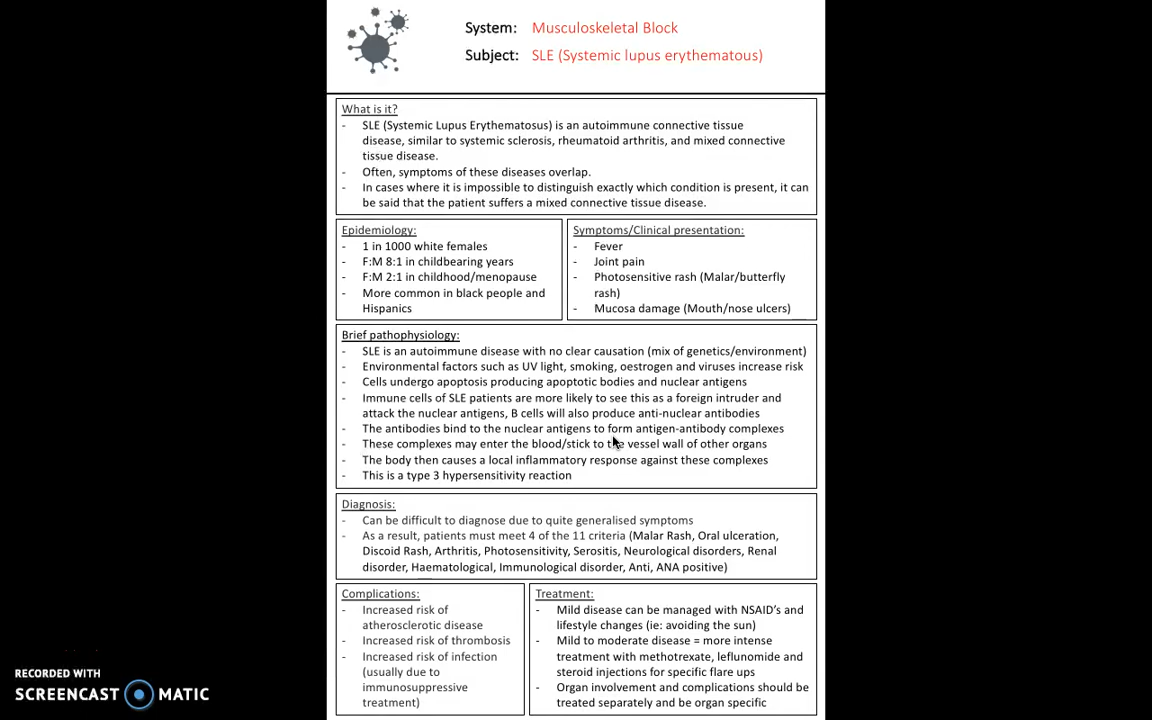 System: Musculoskeletal Block
Subject: SLE (Systemic lupus erythematous)
What is it?
- SLE (Systemic Lupus Erythematosus) is an autoimmune connective tissue
disease, similar to systemic sclerosis, rheumatoid arthritis, and mixed connective
tissue disease.
- Often, symptoms of these diseases overlap.
- In cases where it is impossible to distinguish exactly which condition is present, it can
be said that the patient suffers a mixed connective tissue disease.
Epidemiology:
- 1 in 1000 white females
- F:M 8:1 in childbearing years
- F:M 2:1 in childhood/menopause
- More common in black people and
Hispanics
Symptoms/Clinical presentation:
- Fever
- Joint pain
- Photosensitive rash (Malar/butterfly
rash)
- Mucosa damage (Mouth/nose ulcers)
Brief pathophysiology:
- SLE is an autoimmune disease with no clear causation (mix of genetics/environment)
- Environmental factors such as UV light, smoking, oestrogen and viruses increase risk
- Cells undergo apoptosis producing apoptotic bodies and nuclear antigens
- Immune cells of SLE patients are more likely to see this as a foreign intruder and
attack the nuclear antigens, B cells will also produce anti-nuclear antibodies
- The antibodies bind to the nuclear antigens to form antigen-antibody complexes
- These complexes may enter the blood/stick to the vessel wall of other organs
- The body then causes a local inflammatory response against these complexes
- This is a type 3 hypersensitivity reaction
Diagnosis:
- Can be difficult to diagnose due to quite generalised symptoms
- As a result, patients must meet 4 of the 11 criteria (Malar Rash, Oral ulceration,
Discoid Rash, Arthritis, Photosensitivity, Serositis, Neurological disorders, Renal
disorder, Haematological, Immunological disorder, Anti, ANA positive)
Complications:
- Increased risk of
atherosclerotic disease
- Increased risk of thrombosis
- Increased risk of infection
(usually due to
immunosuppressive
treatment)
Treatment:
- Mild disease can be managed with NSAID's and
lifestyle changes (ie: avoiding the sun)
- Mild to moderate disease = more intense
treatment with methotrexate, leflunomide and
steroid injections for specific flare ups
- Organ involvement and complications should be
treated separately and be organ specific
RECORDED WITH
SCREENCAST MATIC